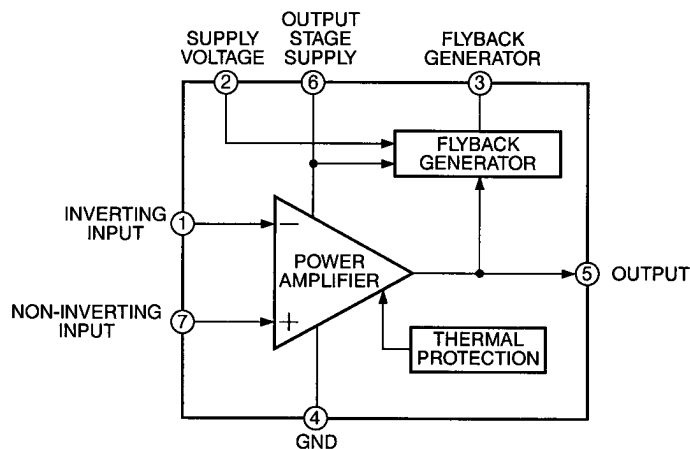 SUPPLY
VOLTAGE
2
OUTPUT
STAGE
SUPPLY
6
FLYBACK
GENERATOR
3
FLYBACK
GENERATOR
INVERTING
INPUT
1
−
POWER
AMPLIFIER
5
OUTPUT
NON-INVERTING
INPUT
7
+
THERMAL
PROTECTION
4
GND